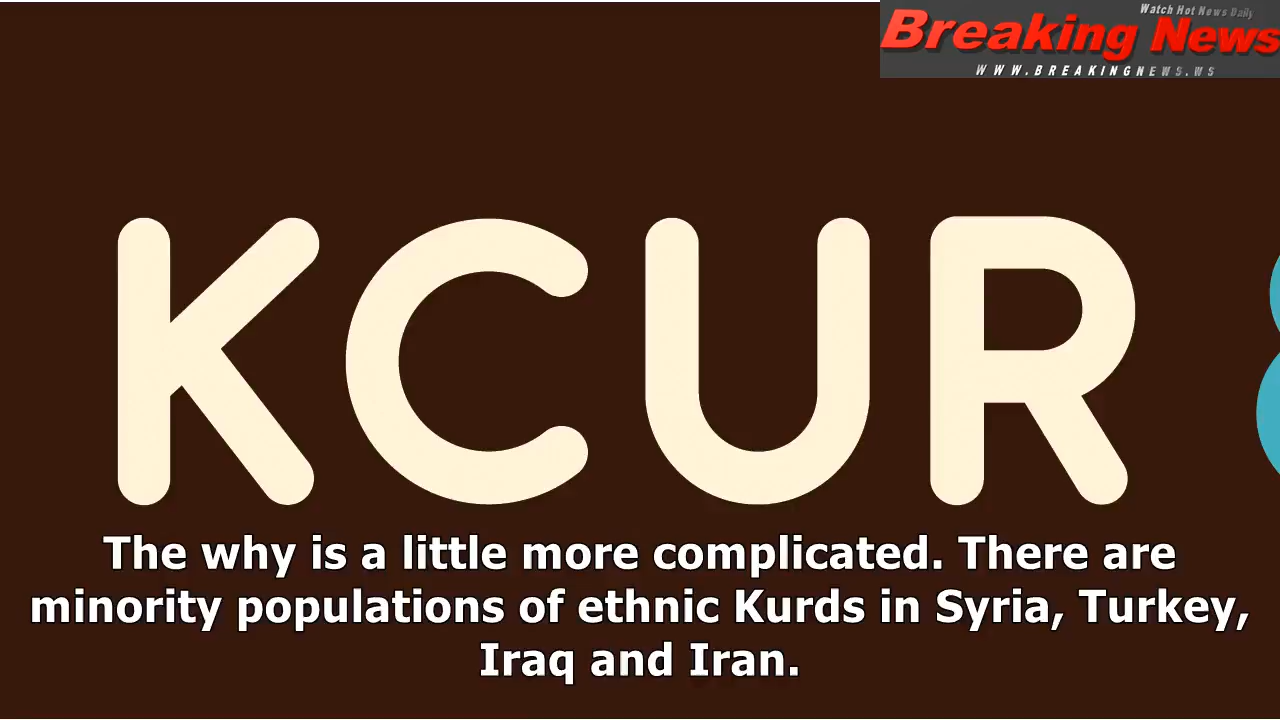 Watch Hot News Daily
Breaking News
WWW.BREAKINGNEWS.WS
KCUR
The why is a little more complicated. There are
minority populations of ethnic Kurds in Syria, Turkey,
Iraq and Iran.